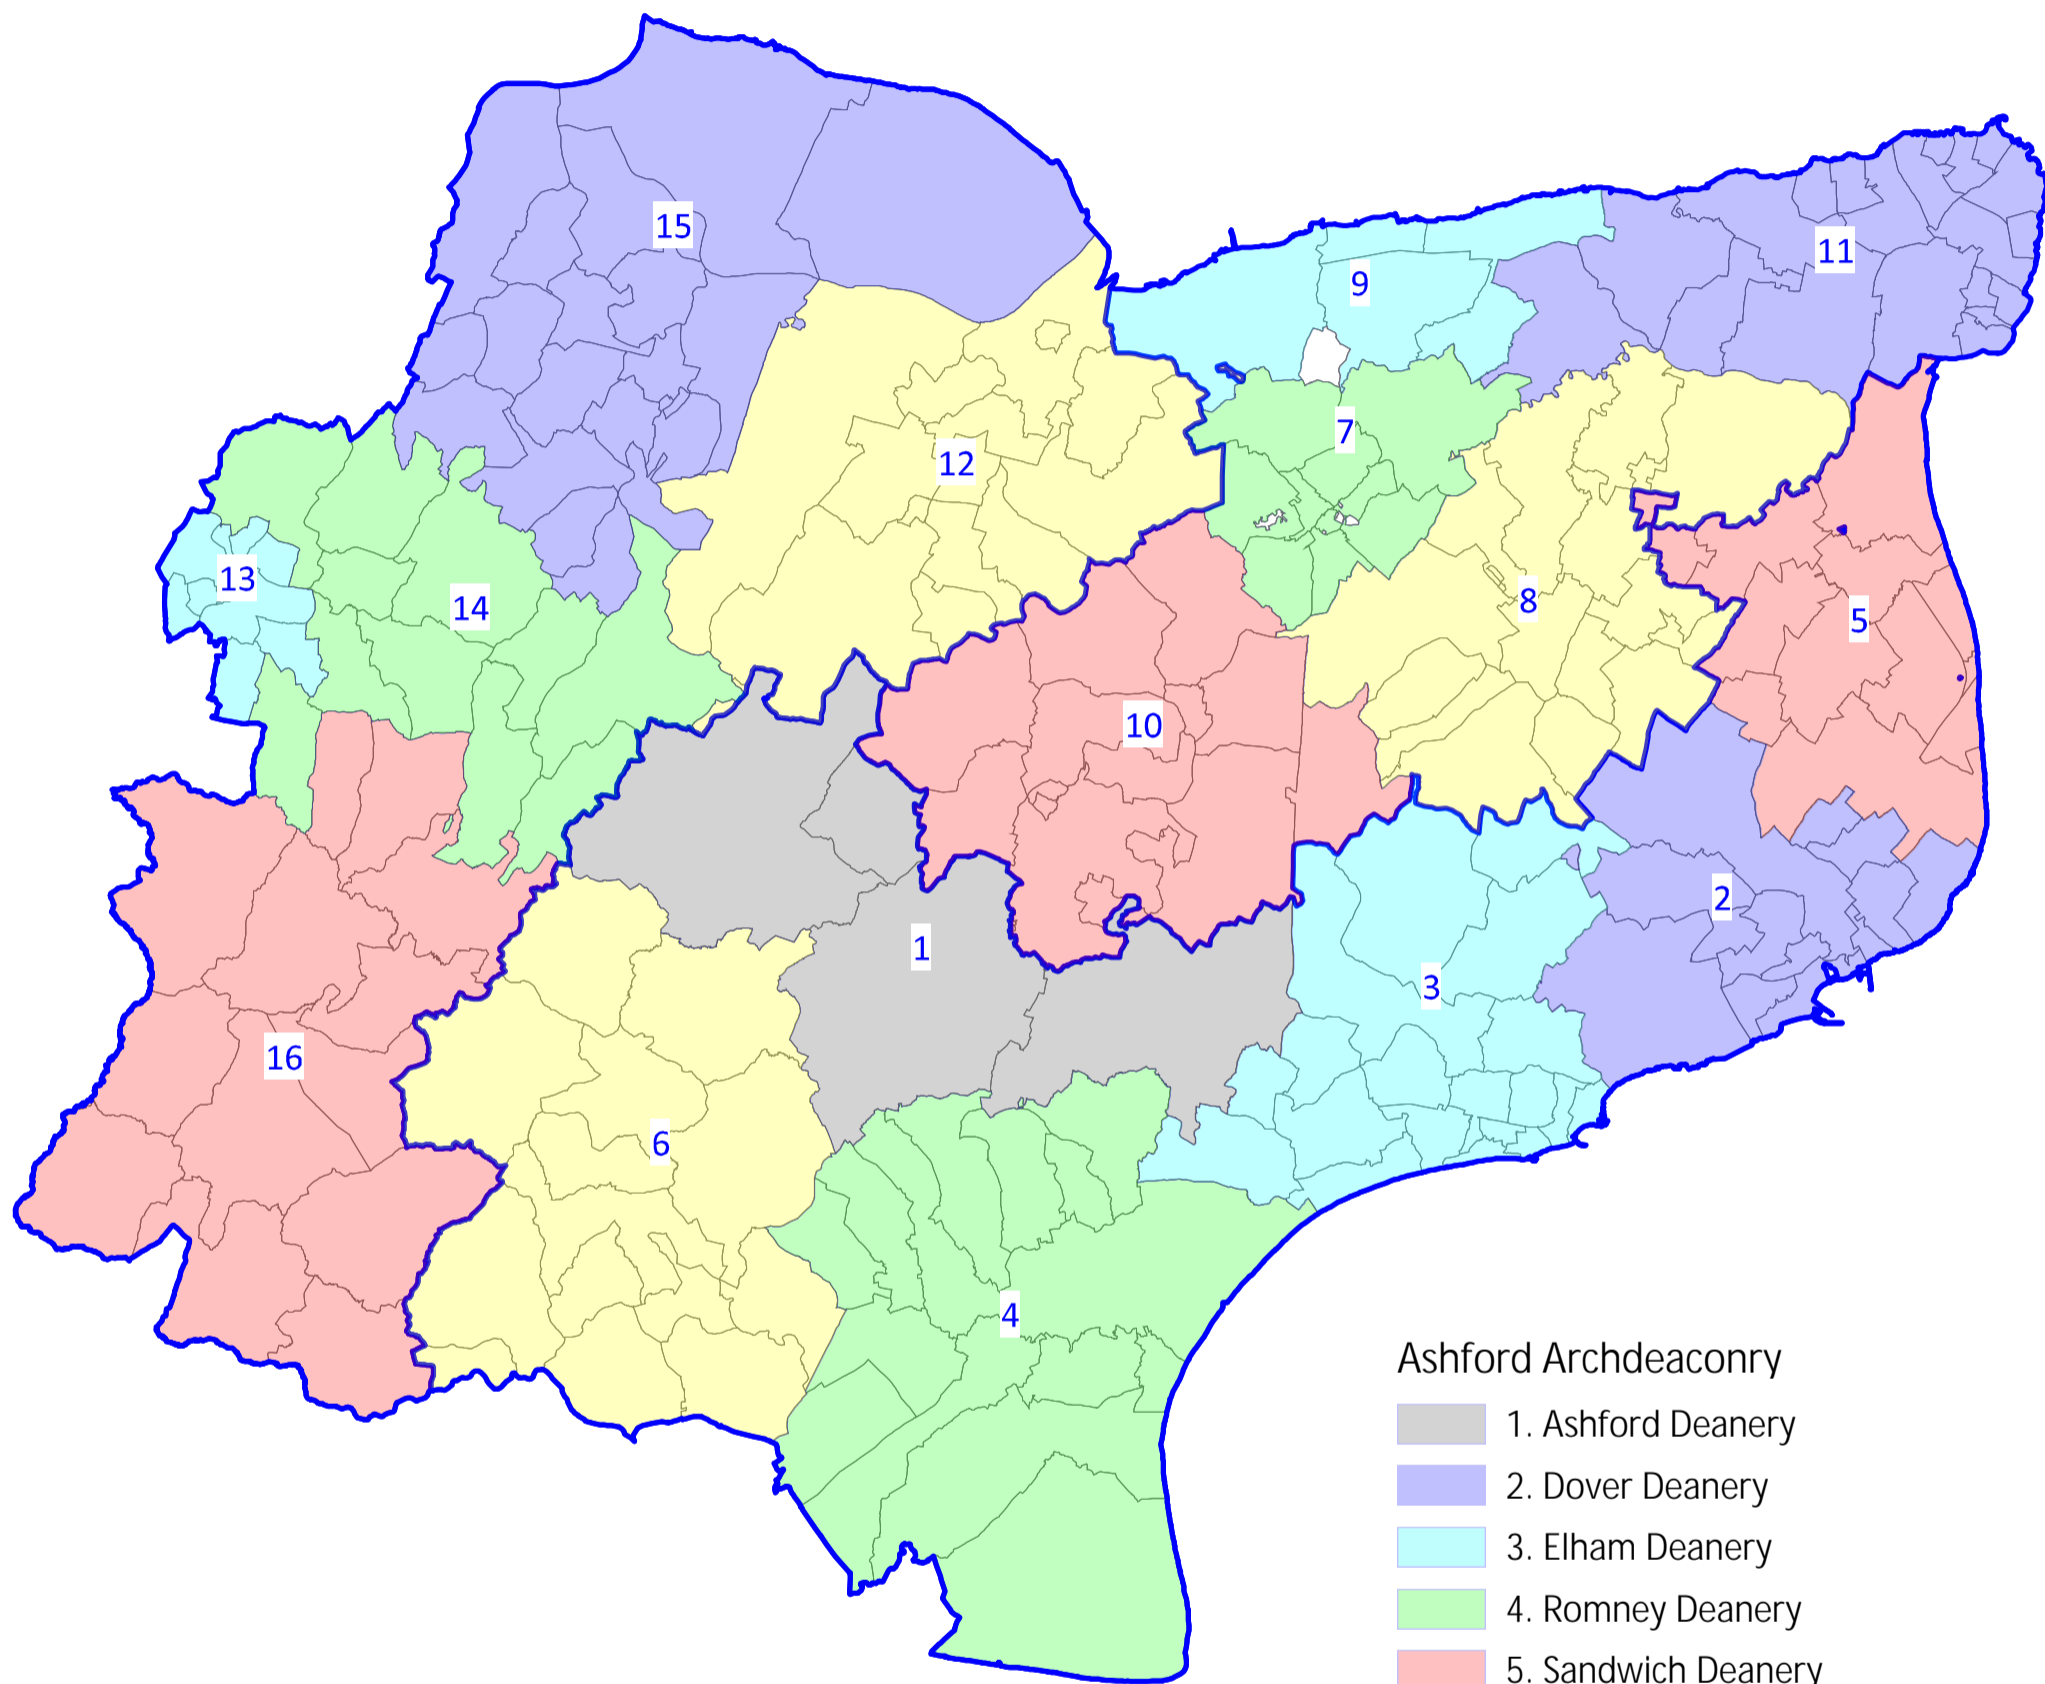 15
11
9
7
12
13
14
8
5
10
2
1
3
16
6
4
Ashford Archdeaconry
1. Ashford Deanery
2. Dover Deanery
3. Elham Deanery
4. Romney Deanery
5. Sandwich Deanery